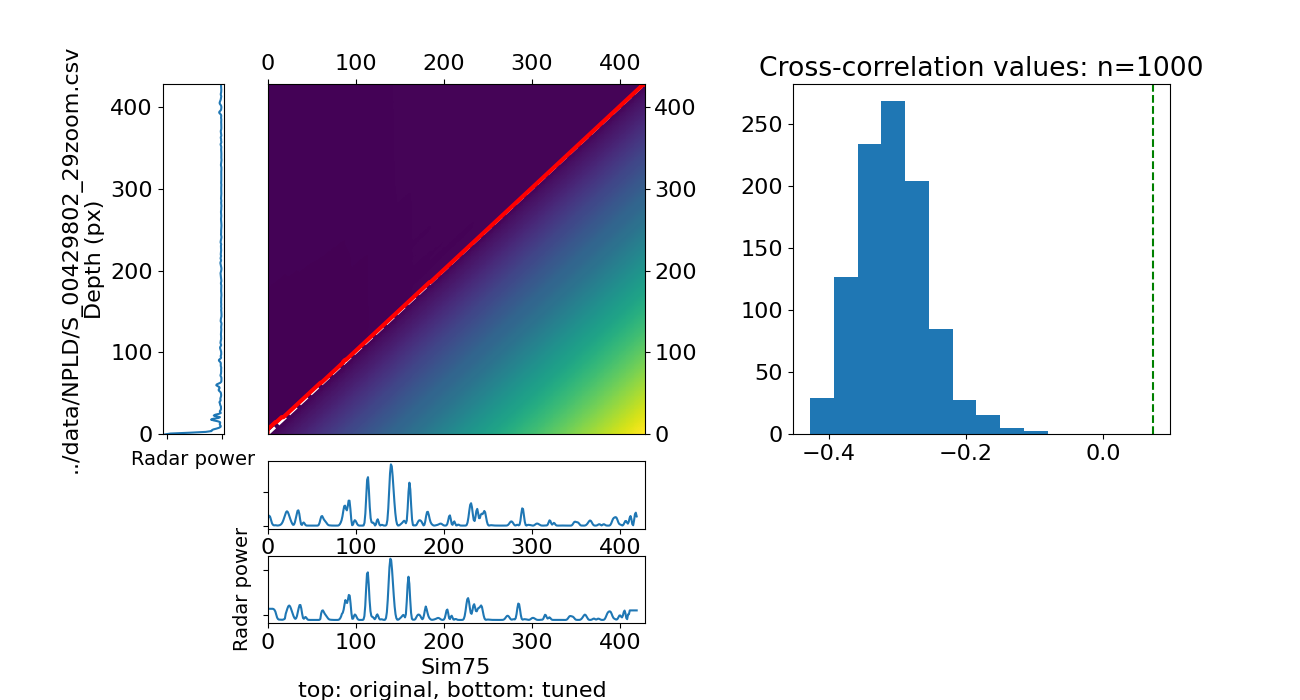 ../data/NPLD/S_00429802_29zoom.csv
Depth (px)
400
300
200
100
0
Radar power
0 100 200 300 400
400
300
200
100
0
0 100 200 300 400
Radar power
0 100 200 300 400
Sim75
top: original, bottom: tuned
Cross-correlation values: n=1000
250
200
150
100
50
0
−0.4 −0.2 0.0